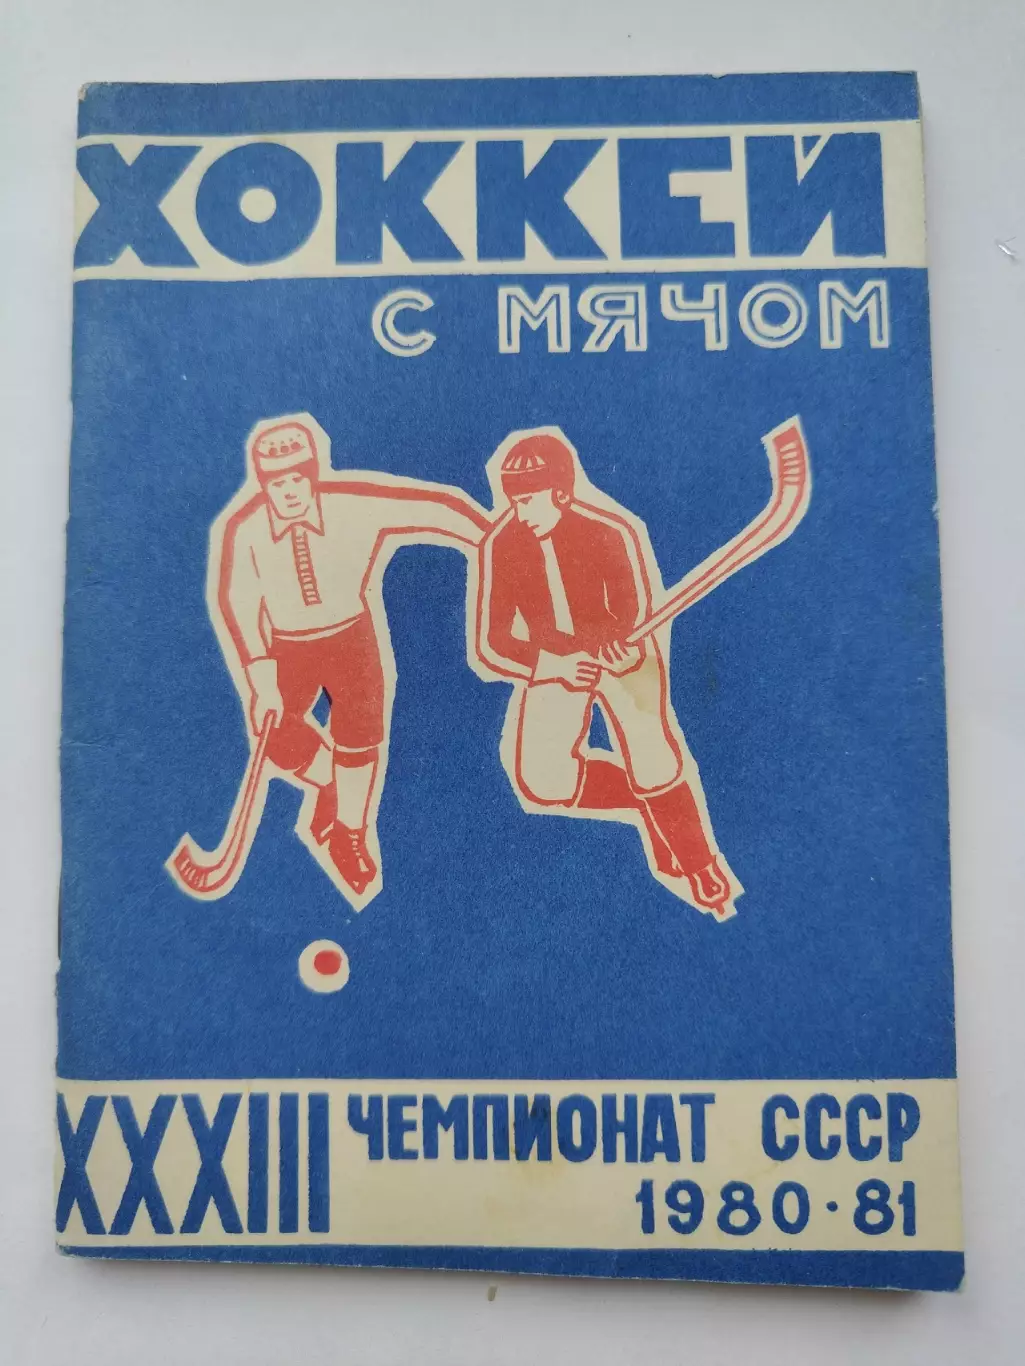 ХОККЕЙ
С МЯЧОМ
XXXIII ЧЕМПИОНАТ СССР
1980·81